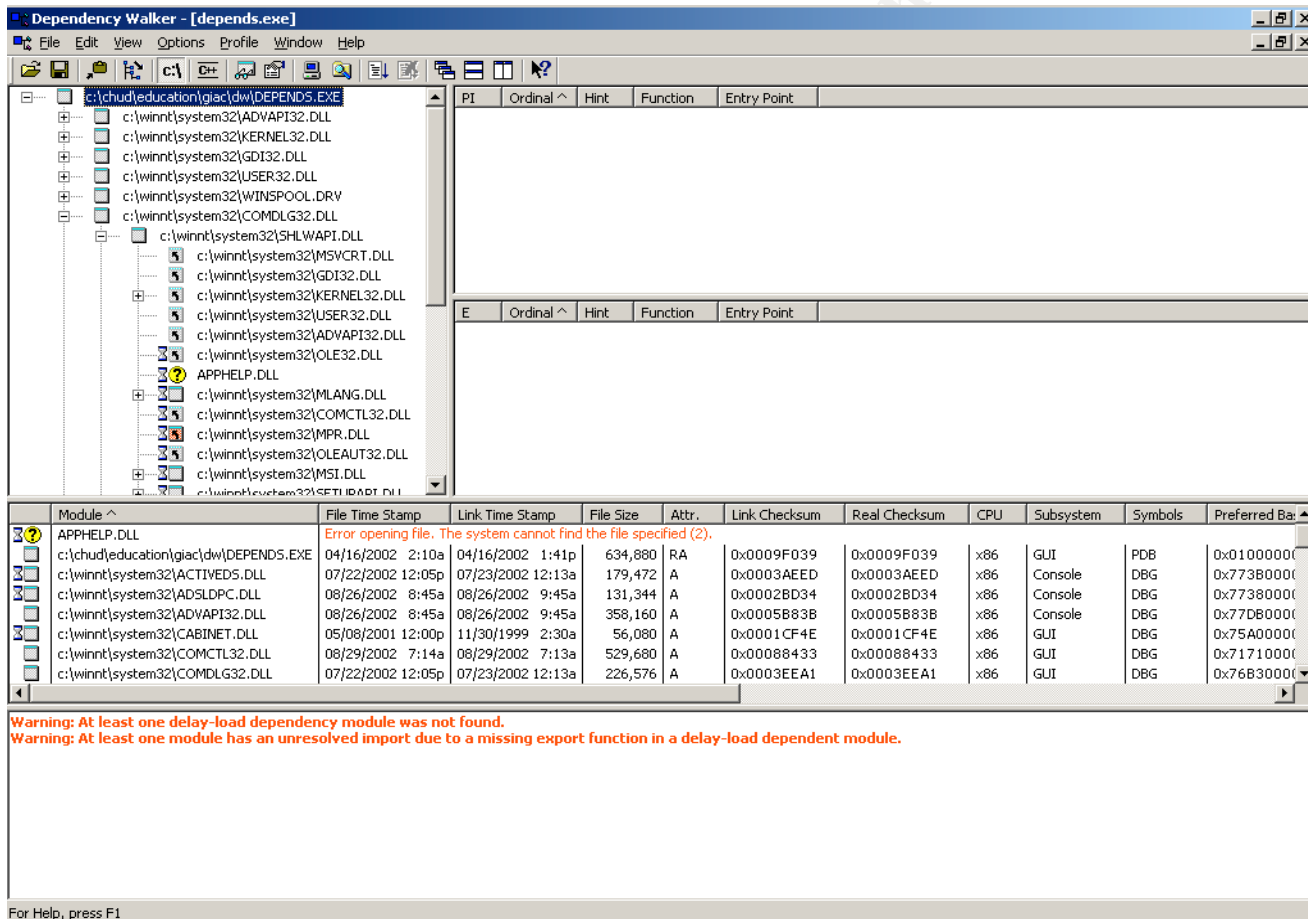 Dependency Walker - [depends.exe]
File Edit View Options Profile Window Help
c:\ C++
c:\chud\education\giac\dw\DEPENDS.EXE
c:\winnt\system32\ADVAPI32.DLL
c:\winnt\system32\KERNEL32.DLL
c:\winnt\system32\GDI32.DLL
c:\winnt\system32\USER32.DLL
c:\winnt\system32\WINSPOOL.DRV
c:\winnt\system32\COMDLG32.DLL
c:\winnt\system32\SHLWAPI.DLL
c:\winnt\system32\MSVCRT.DLL
c:\winnt\system32\GDI32.DLL
c:\winnt\system32\KERNEL32.DLL
c:\winnt\system32\USER32.DLL
c:\winnt\system32\ADVAPI32.DLL
c:\winnt\system32\OLE32.DLL
APPHELP.DLL
c:\winnt\system32\MLANG.DLL
c:\winnt\system32\COMCTL32.DLL
c:\winnt\system32\MPR.DLL
c:\winnt\system32\OLEAUT32.DLL
c:\winnt\system32\MSI.DLL
c:\winnt\system32\SETUPAPI.DLL
PI Ordinal ^ Hint Function Entry Point
E Ordinal ^ Hint Function Entry Point
Module ^ File Time Stamp Link Time Stamp File Size Attr. Link Checksum Real Checksum CPU Subsystem Symbols Preferred Ba
APPHELP.DLL Error opening file. The system cannot find the file specified (2).
c:\chud\education\giac\dw\DEPENDS.EXE 04/16/2002 2:10a 04/16/2002 1:41p 634,880 RA 0x0009F039 0x0009F039 x86 GUI PDB 0x0100000
c:\winnt\system32\ACTIVEDS.DLL 07/22/2002 12:05p 07/23/2002 12:13a 179,472 A 0x0003AEED 0x0003AEED x86 Console DBG 0x773B000
c:\winnt\system32\ADSLDPC.DLL 08/26/2002 8:45a 08/26/2002 9:45a 131,344 A 0x0002BD34 0x0002BD34 x86 Console DBG 0x7738000
c:\winnt\system32\ADVAPI32.DLL 08/26/2002 8:45a 08/26/2002 9:45a 358,160 A 0x0005B83B 0x0005B83B x86 Console DBG 0x77DB000
c:\winnt\system32\CABINET.DLL 05/08/2001 12:00p 11/30/1999 2:30a 56,080 A 0x0001CF4E 0x0001CF4E x86 GUI DBG 0x75A0000
c:\winnt\system32\COMCTL32.DLL 08/29/2002 7:14a 08/29/2002 7:13a 529,680 A 0x00088433 0x00088433 x86 GUI DBG 0x7171000
c:\winnt\system32\COMDLG32.DLL 07/22/2002 12:05p 07/23/2002 12:13a 226,576 A 0x0003EEA1 0x0003EEA1 x86 GUI DBG 0x76B3000
Warning: At least one delay-load dependency module was not found.
Warning: At least one module has an unresolved import due to a missing export function in a delay-load dependent module.
For Help, press F1